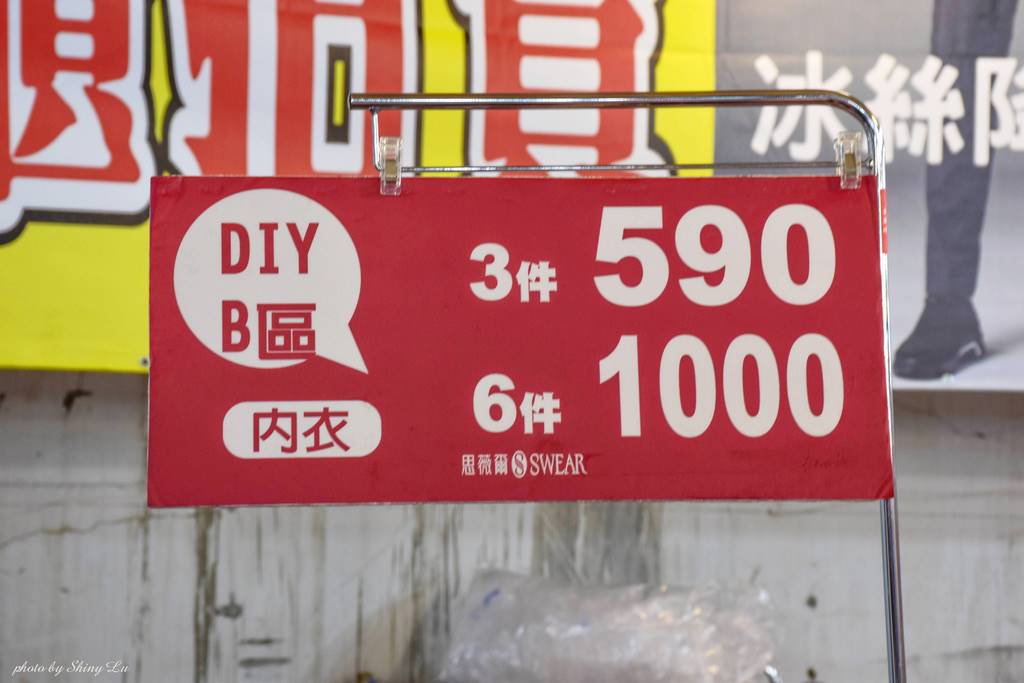 冰絲
DIY
B區
內衣
3件 590
6件 1000
思薇爾 SWEAR
photo by Shiny Lu